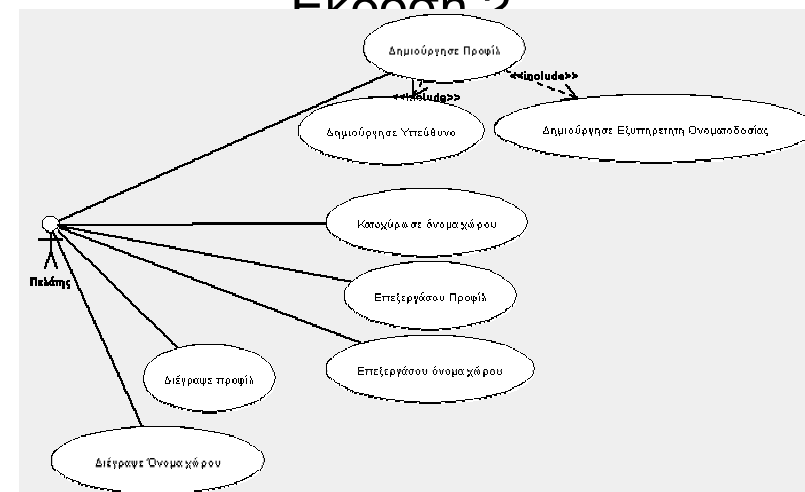 Έκδοση 2
Δημιούργησε Προφίλ
<<include>>
<<include>>
Δημιούργησε Υπεύθυνο
Δημιούργησε Εξυπηρετητη Ονοματοδοσίας
Κατοχύρωσε όνομα χώρου
Πελάτης
Επεξεργάσου Προφίλ
Επεξεργάσου όνομα χώρου
Διέγραψε προφίλ
Διέγραψε Όνομα χώρου